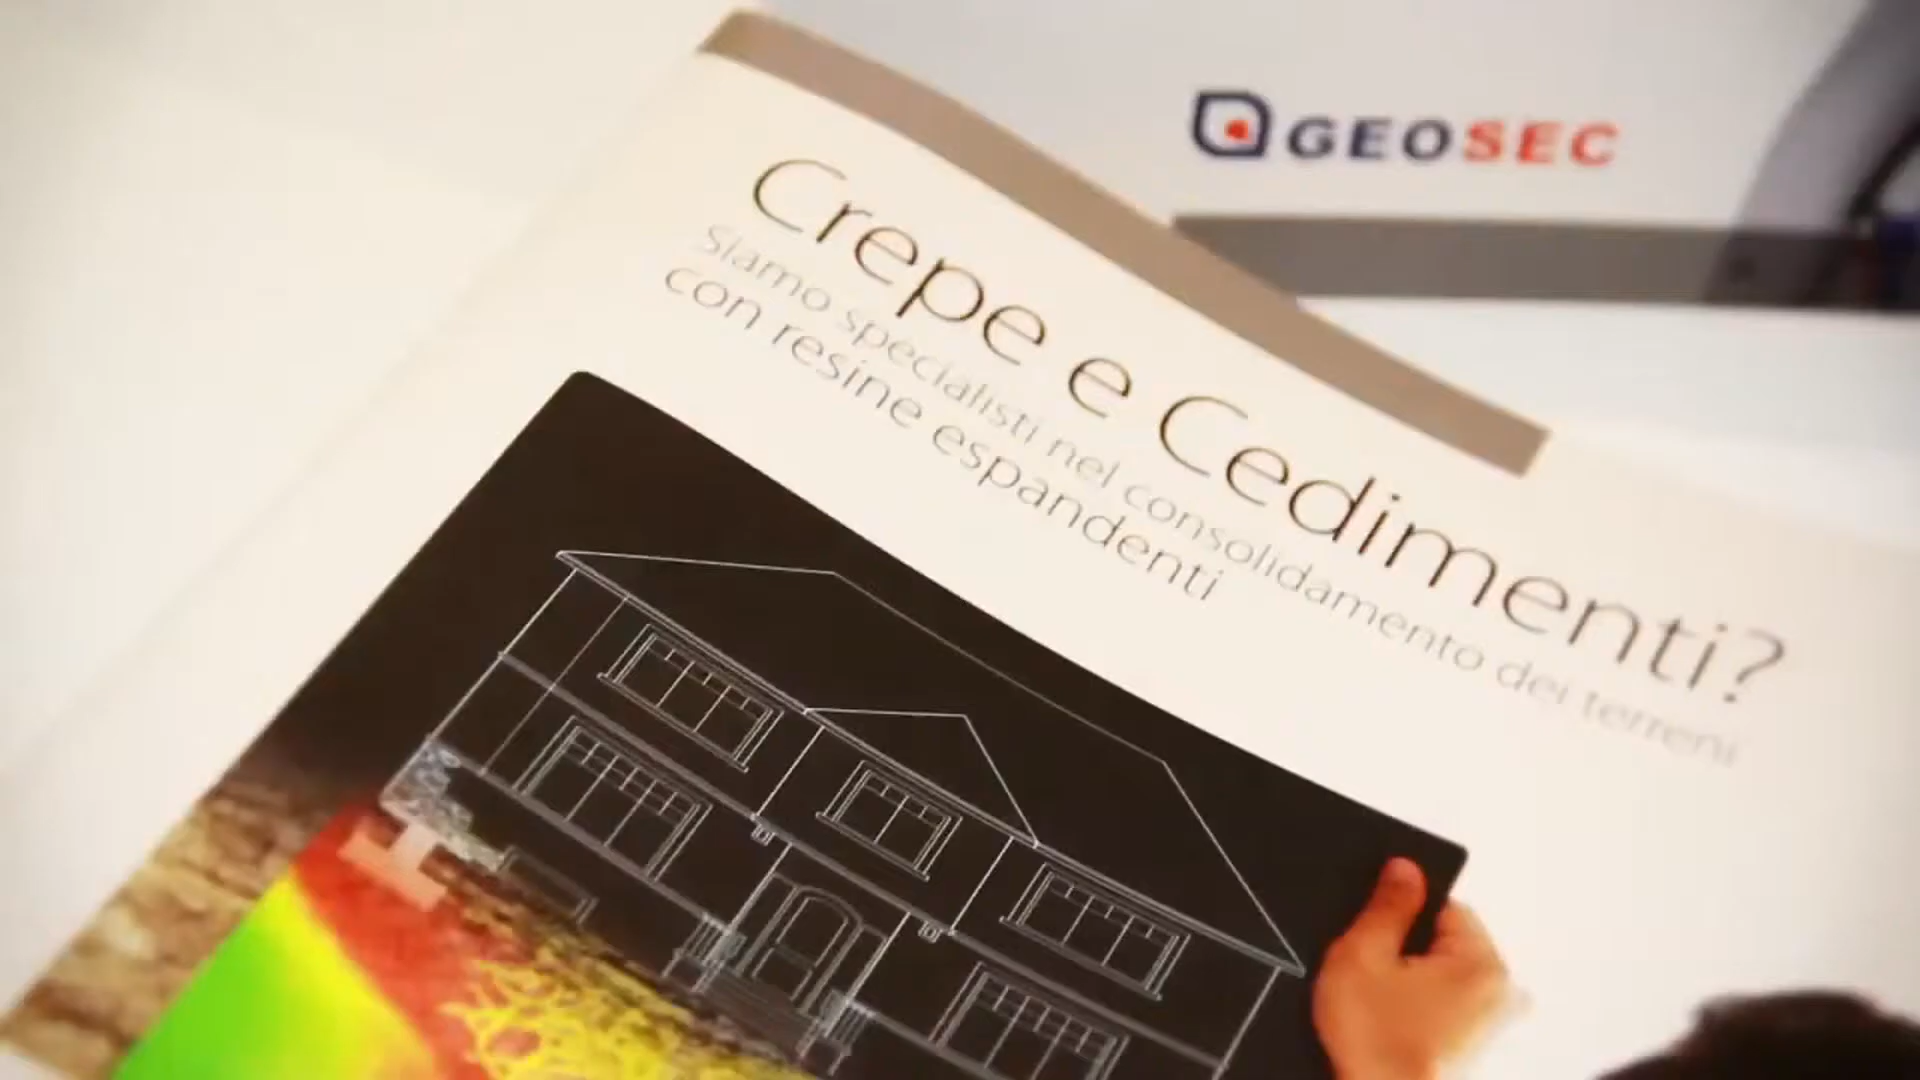 GEOSEC
Crepe e Cedimenti?
Siamo specialisti nel consolidamento dei terreni
con resine espandenti